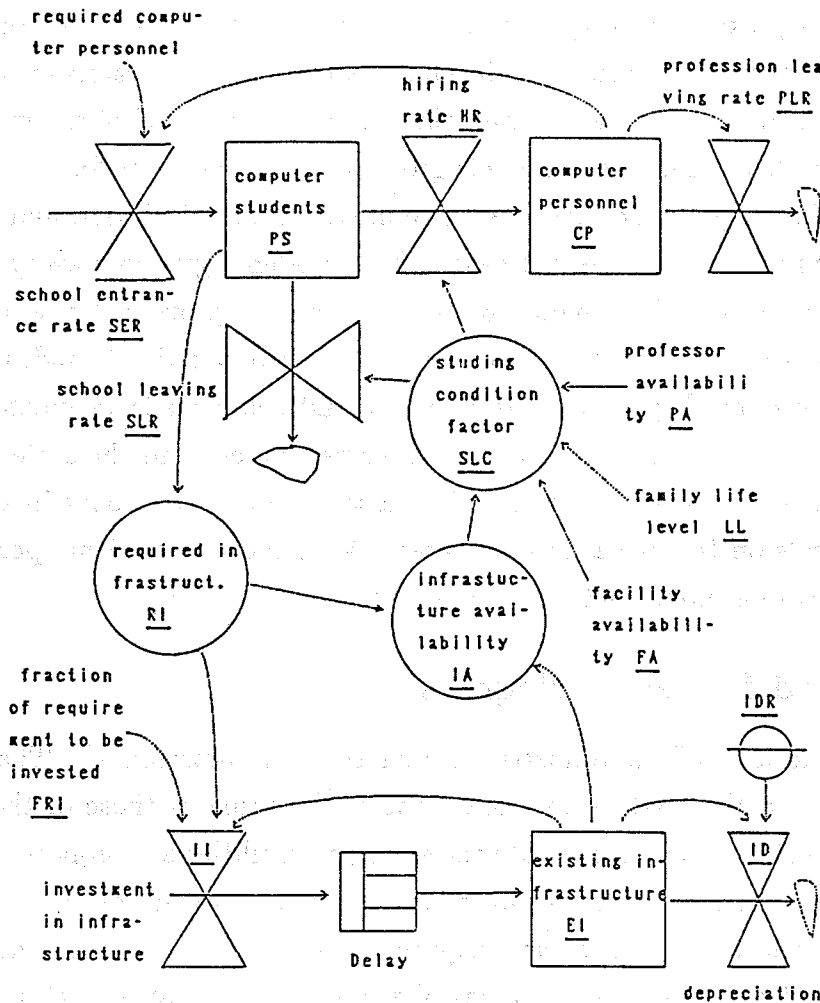 required compu-
ter personnel
hiring
rate HR
profession lea
ving rate PLR
computer
students
PS
computer
personnel
CP
school entran-
ce rate SER
school leaving
rate SLR
studing
condition
factor
SLC
professor
availabili
ty PA
family life
level LL
required in
frastruct.
RI
infrastuc-
cture avai-
lability
IA
facility
availabili-
ty FA
fraction
of require
ment to be
invested
FRI
IDR
II
investment
in infra-
structure
Delay
existing in-
frastructure
EI
ID
depreciation